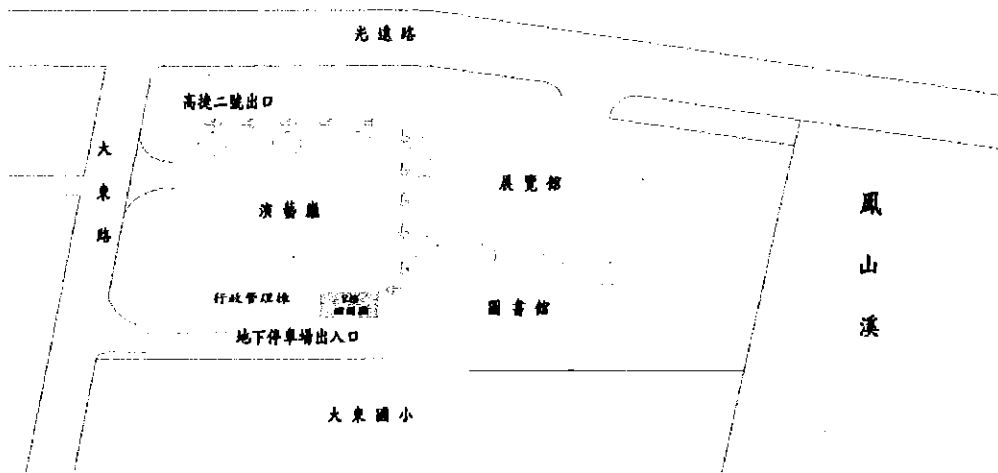 光遠路
高捷二號出口
大東路
展覽館
演藝廳
鳳山溪
行政管理棟
圖書館
地下停車場出入口
大東國小